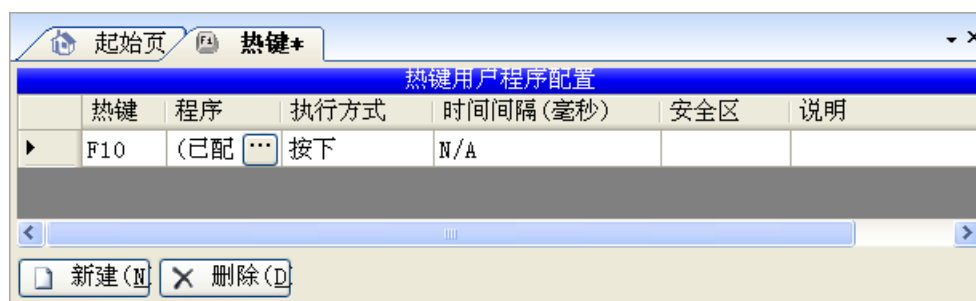 起始页 热键*
热键用户程序配置
热键 程序 执行方式 时间间隔(毫秒) 安全区 说明
F10 (已配 ... 按下 N/A
新建(N 删除(D